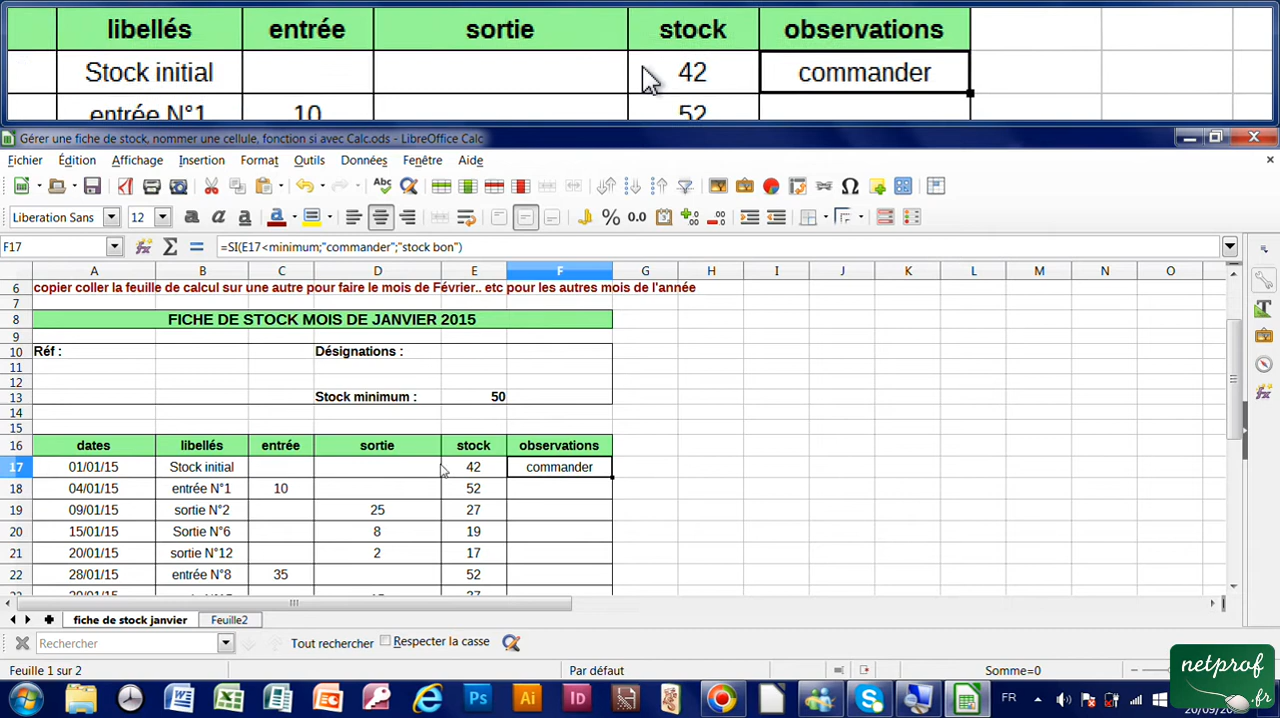 libellés entrée sortie stock observations
Stock initial 42 commander
entrée N°1 10 52
Gérer une fiche de stock, nommer une cellule, fonction si avec Calc.ods - LibreOffice Calc
Fichier Édition Affichage Insertion Format Outils Données Fenêtre Aide
Liberation Sans 12
F17 =SI(E17<minimum;"commander";"stock bon")
A B C D E F G H I J K L M N O
6 copier coller la feuille de calcul sur une autre pour faire le mois de Février.. etc pour les autres mois de l'année
7
8 FICHE DE STOCK MOIS DE JANVIER 2015
9
10 Réf : Désignations :
11
12
13 Stock minimum : 50
14
15
16 dates libellés entrée sortie stock observations
17 01/01/15 Stock initial 42 commander
18 04/01/15 entrée N°1 10 52
19 09/01/15 sortie N°2 25 27
20 15/01/15 Sortie N°6 8 19
21 20/01/15 sortie N°12 2 17
22 28/01/15 entrée N°8 35 52
fiche de stock janvier Feuille2
Rechercher Tout rechercher Respecter la casse
Feuille 1 sur 2 Par défaut Somme=0
netprof
.fr
Ps Ai Id FR